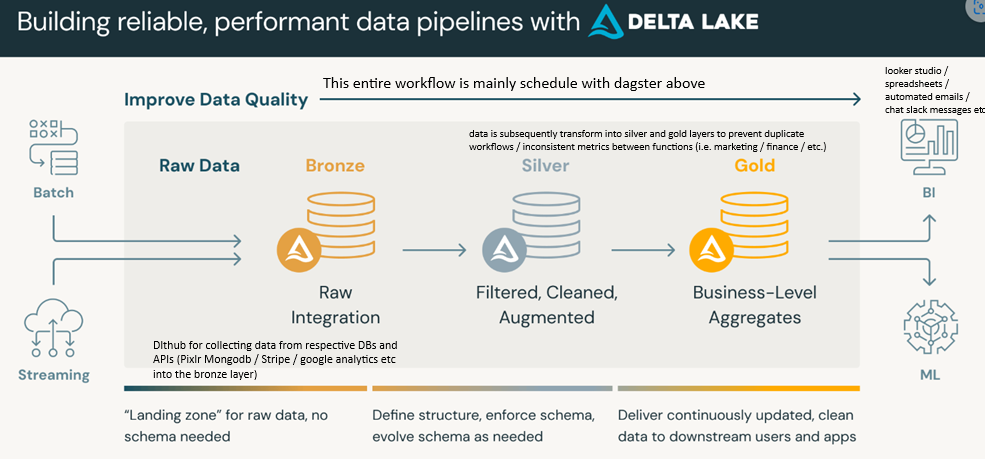 Building reliable, performant data pipelines with DELTA LAKE
looker studio /
spreadsheets /
automated emails /
chat slack messages etc
This entire workflow is mainly schedule with dagster above
Improve Data Quality
data is subsequently transform into silver and gold layers to prevent duplicate
workflows / inconsistent metrics between functions (i.e. marketing / finance / etc.)
Raw Data
Bronze
Silver
Gold
Batch
BI
Raw
Integration
Filtered, Cleaned,
Augmented
Business-Level
Aggregates
Dlthub for collecting data from respective DBs and
APIs (Pixlr Mongodb / Stripe / google analytics etc
into the bronze layer)
Streaming
ML
“Landing zone” for raw data, no
schema needed
Define structure, enforce schema,
evolve schema as needed
Deliver continuously updated, clean
data to downstream users and apps